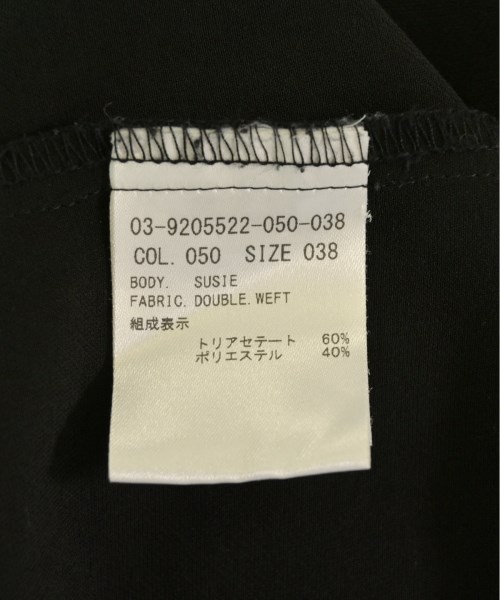 03-9205522-050-038
COL. 050 SIZE 038
BODY. SUSIE
FABRIC. DOUBLE. WEFT
組成表示
トリアセテート 60%
ポリエステル 40%